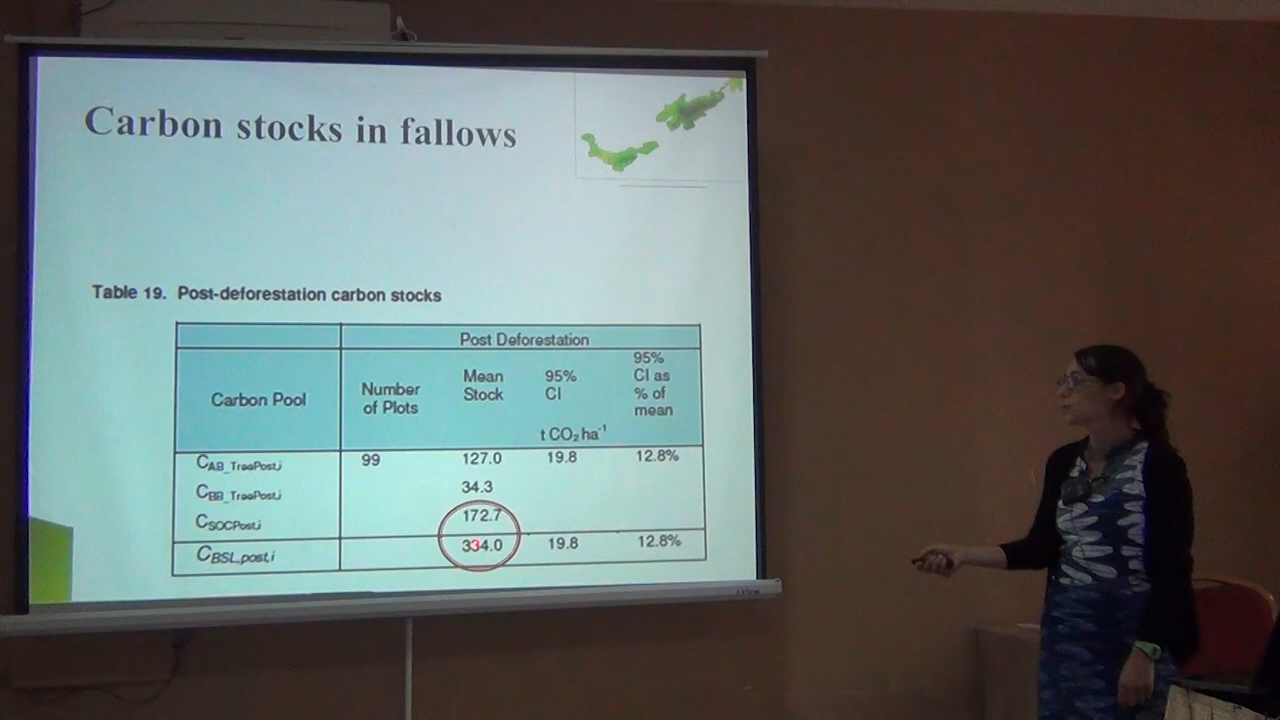 Carbon stocks in fallows
Table 19. Post-deforestation carbon stocks
Post Deforestation
Carbon Pool
Number
of Plots
Mean
Stock
95%
CI
95%
CI as
% of
mean
t CO₂ ha⁻¹
C_AB_TreePost,i 99 127.0 19.8 12.8%
C_BB_TreePost,i 34.3
C_SOCPost,i 172.7
C_BSL,post,i 334.0 19.8 12.8%